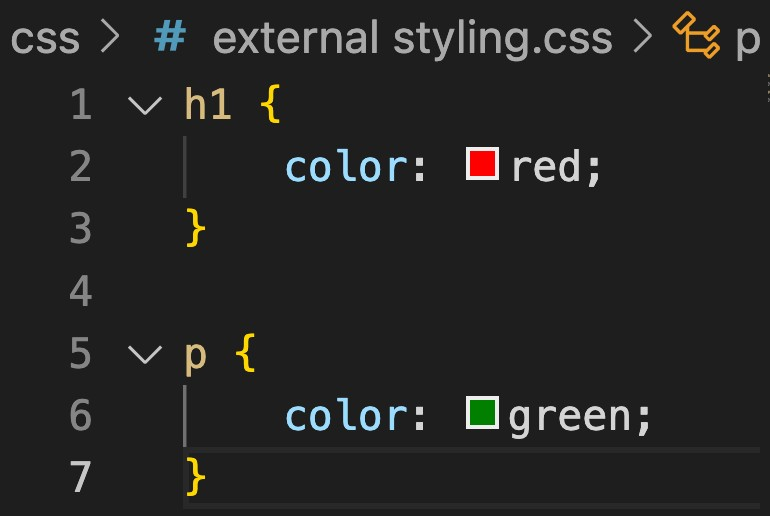 css > # external styling.css > p
1 h1 {
2     color: red;
3 }
4
5 p {
6     color: green;
7 }